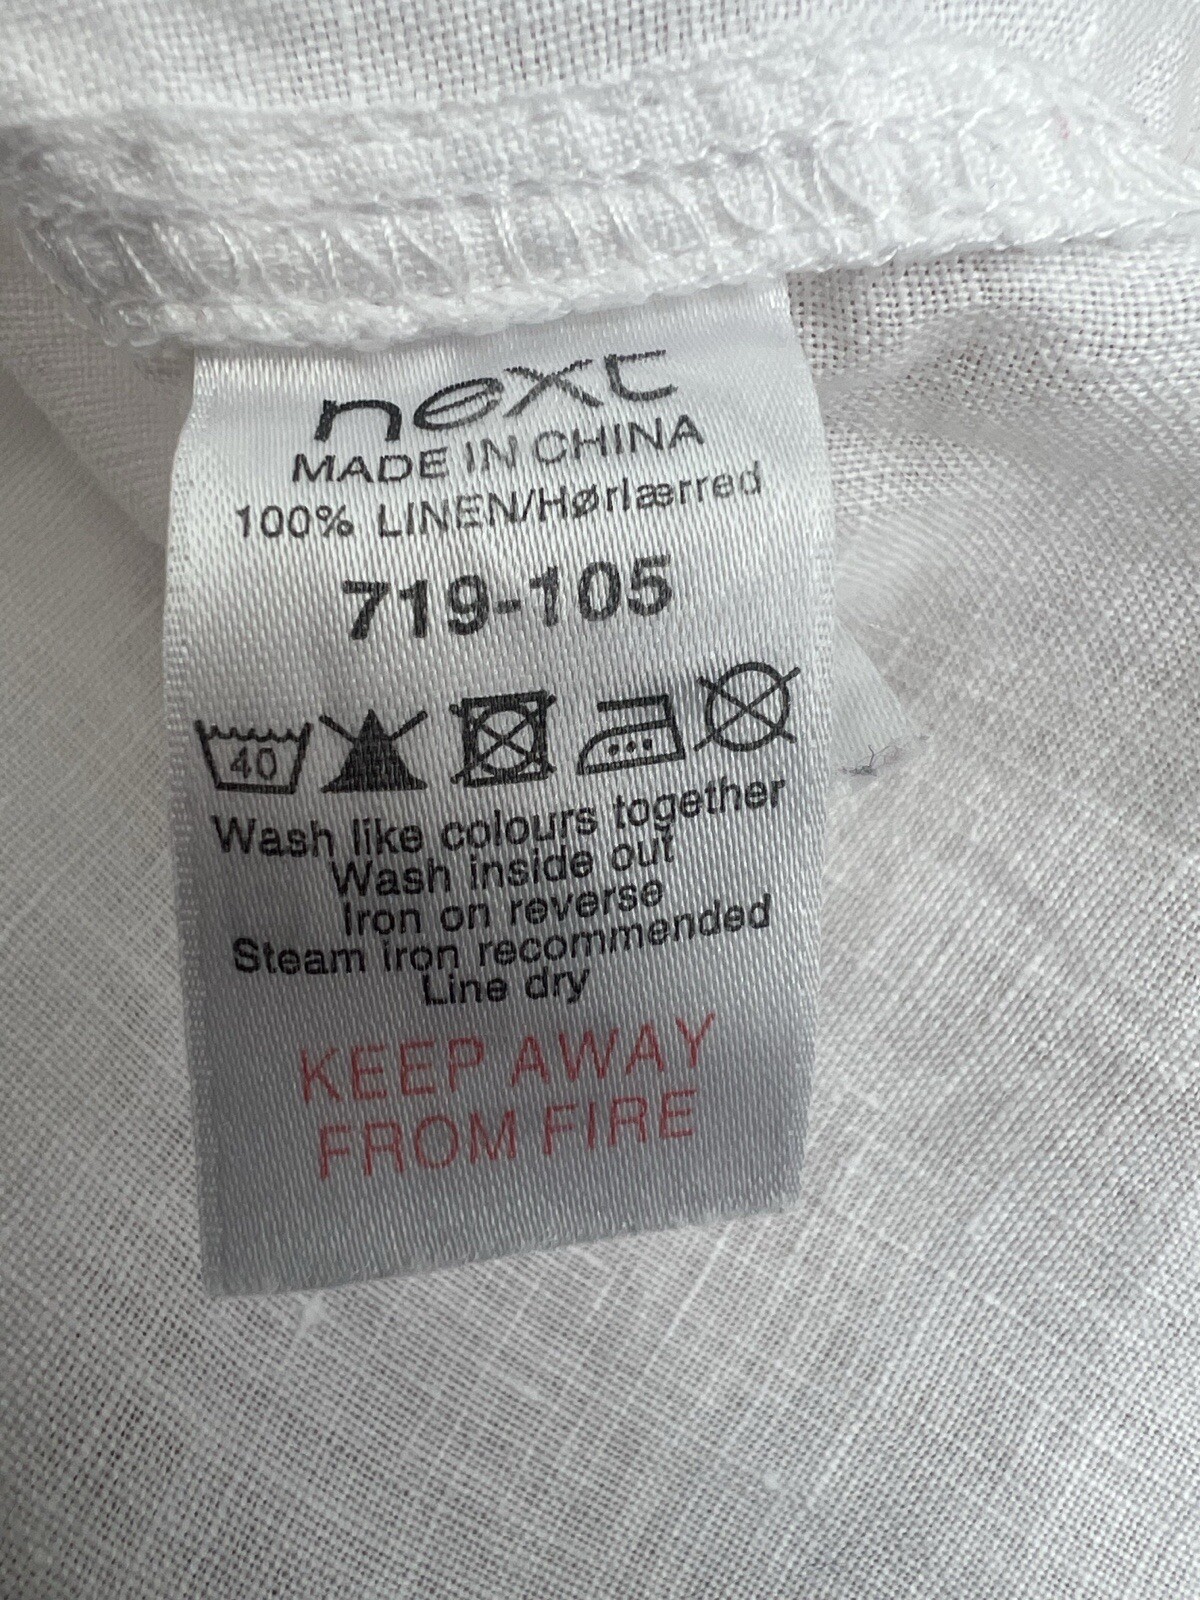 next
MADE IN CHINA
100% LINEN/Hørlærred
719-105
40
Wash like colours together
Wash inside out
Iron on reverse
Steam iron recommended
Line dry
KEEP AWAY
FROM FIRE